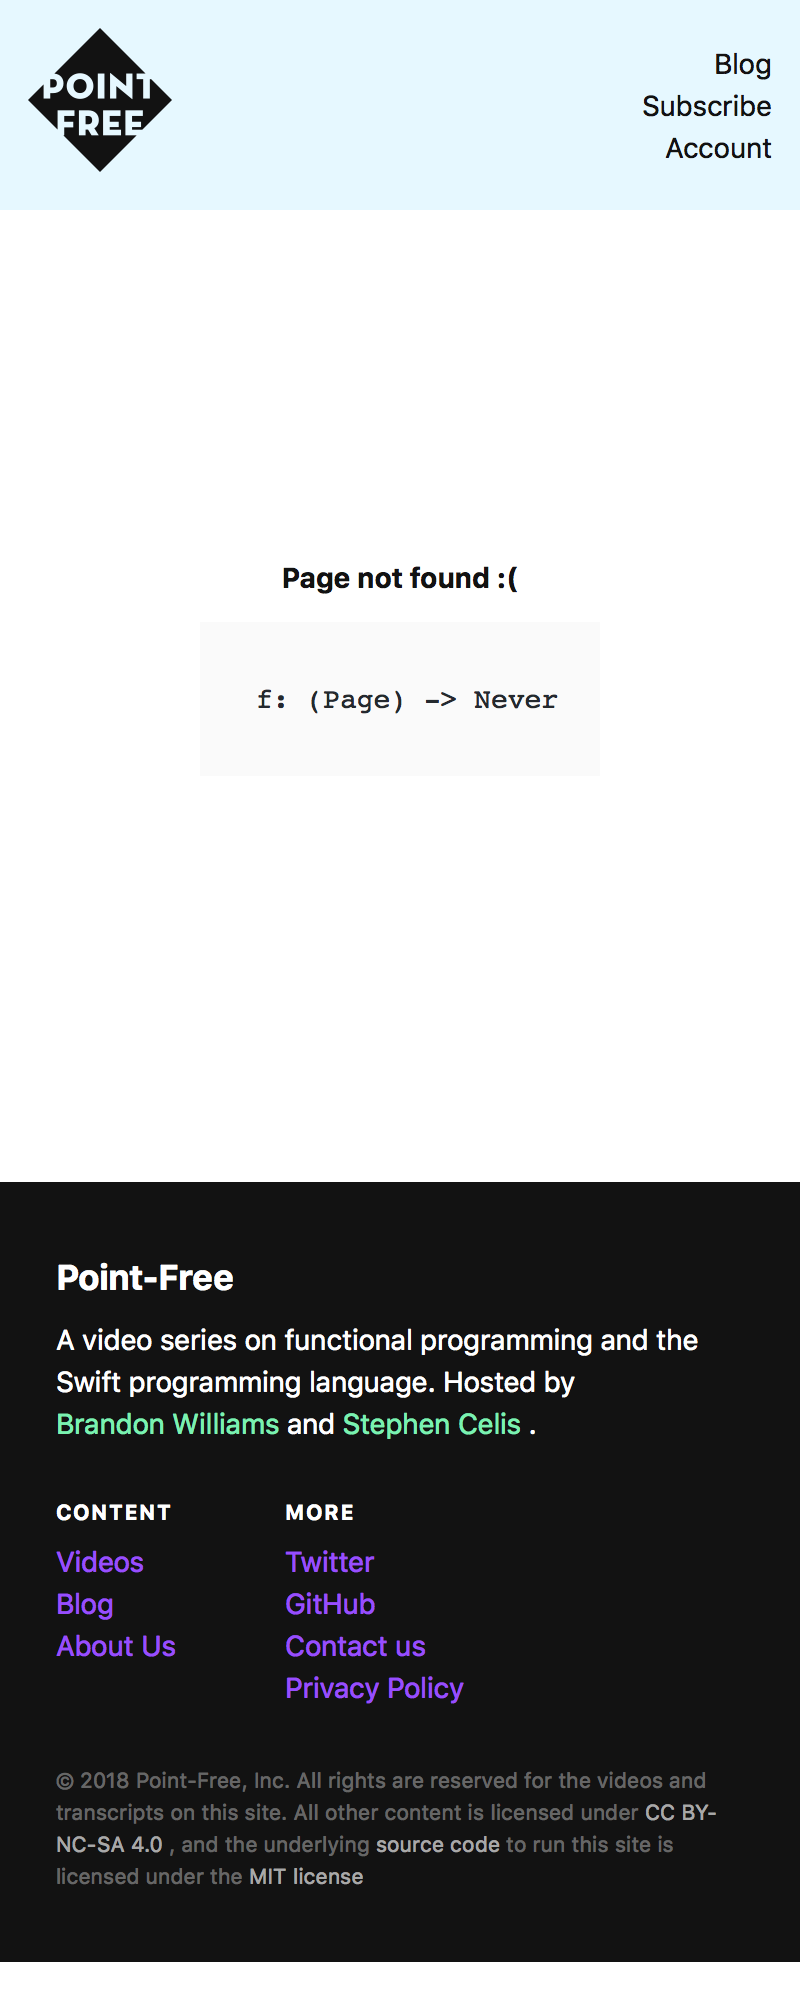 POINT
FREE
Blog
Subscribe
Account
Page not found :(
f: (Page) -> Never
Point-Free
A video series on functional programming and the
Swift programming language. Hosted by
Brandon Williams and Stephen Celis .
CONTENT
Videos
Blog
About Us
MORE
Twitter
GitHub
Contact us
Privacy Policy
© 2018 Point-Free, Inc. All rights are reserved for the videos and
transcripts on this site. All other content is licensed under CC BY-
NC-SA 4.0 , and the underlying source code to run this site is
licensed under the MIT license